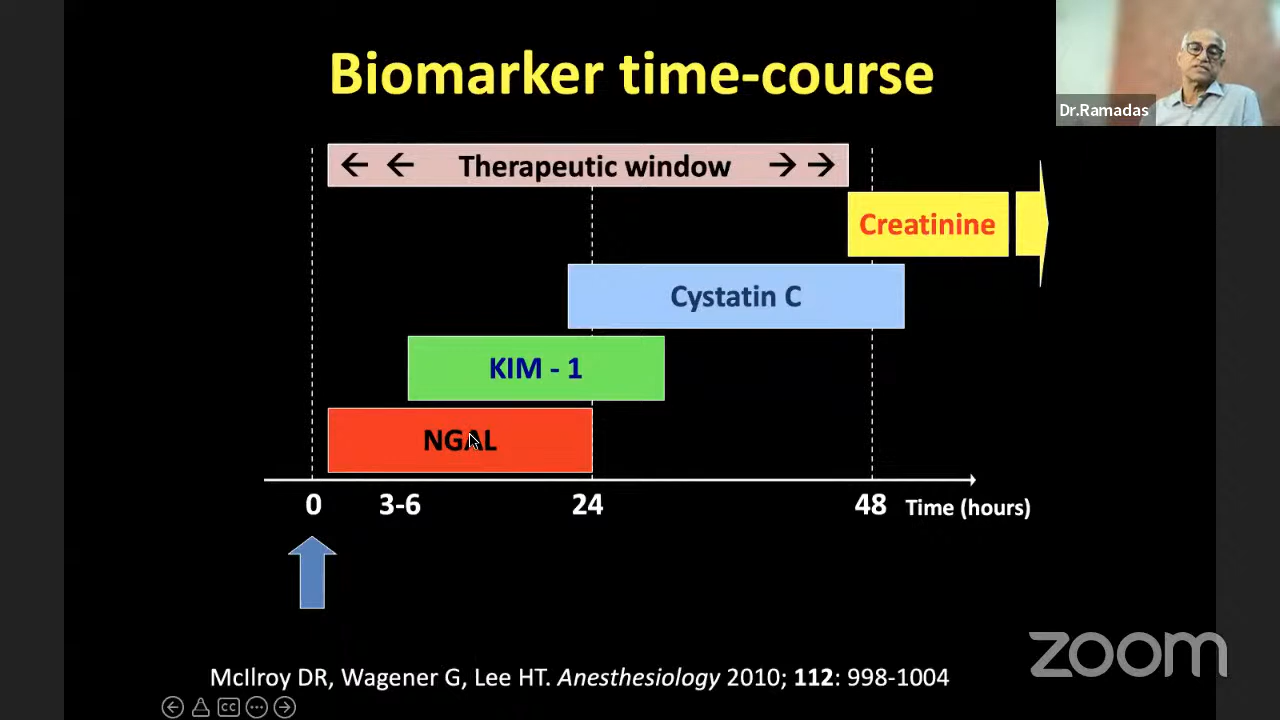 Biomarker time-course
Dr.Ramadas
← ← Therapeutic window → →
Creatinine
Cystatin C
KIM - 1
NGAL
0 3-6 24 48 Time (hours)
McIlroy DR, Wagener G, Lee HT. Anesthesiology 2010; 112: 998-1004
zoom
CC